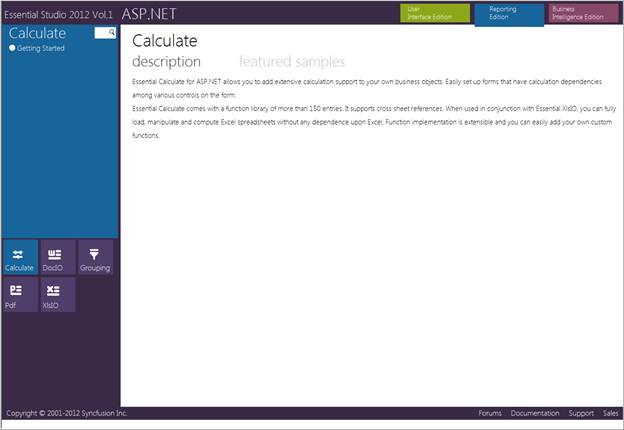 Essential Studio 2012 Vol.1 ASP.NET
User
Interface Edition
Reporting
Edition
Business
Intelligence Edition
Calculate
Getting Started
Calculate
description featured samples
Essential Calculate for ASP.NET allows you to add extensive calculation support to your own business objects. Easily set up forms that have calculation dependencies
among various controls on the form.
Essential Calculate comes with a function library of more than 150 entries. It supports cross sheet references. When used in conjunction with Essential XlsIO, you can fully
load, manipulate and compute Excel spreadsheets without any dependence upon Excel. Function implementation is extensible and you can easily add your own custom
functions.
Calculate DocIO Grouping
Pdf XlsIO
Copyright © 2001-2012 Syncfusion Inc.
Forums Documentation Support Sales